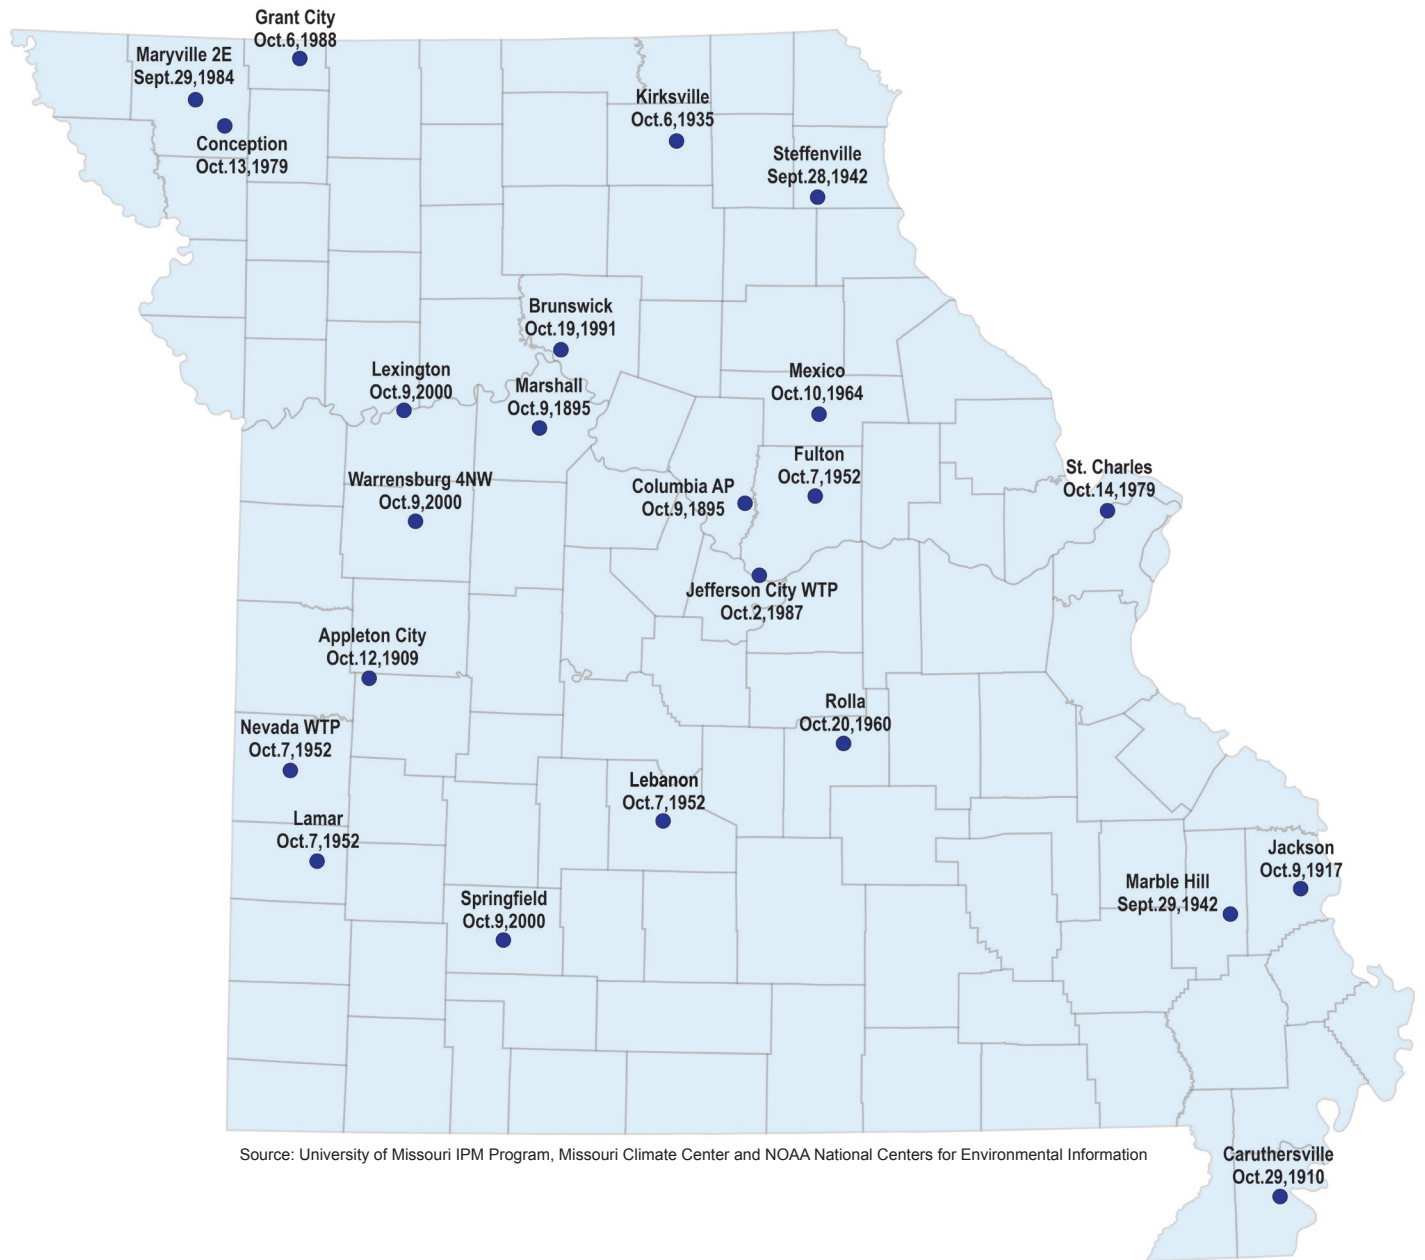 Grant City
Oct.6,1988
Maryville 2E
Sept.29,1984
Conception
Oct.13,1979
Kirksville
Oct.6,1935
Steffenville
Sept.28,1942
Brunswick
Oct.19,1991
Lexington
Oct.9,2000
Marshall
Oct.9,1895
Mexico
Oct.10,1964
Fulton
Oct.7,1952
St. Charles
Oct.14,1979
Warrensburg 4NW
Oct.9,2000
Columbia AP
Oct.9,1895
Jefferson City WTP
Oct.2,1987
Appleton City
Oct.12,1909
Rolla
Oct.20,1960
Nevada WTP
Oct.7,1952
Lebanon
Oct.7,1952
Lamar
Oct.7,1952
Jackson
Oct.9,1917
Marble Hill
Sept.29,1942
Springfield
Oct.9,2000
Source: University of Missouri IPM Program, Missouri Climate Center and NOAA National Centers for Environmental Information
Caruthersville
Oct.29,1910